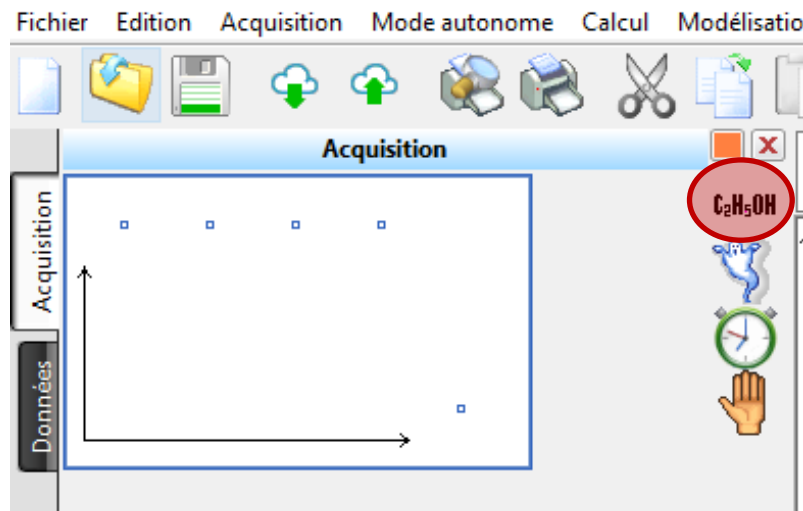 Fichier Edition Acquisition Mode autonome Calcul Modélisatio
Acquisition
C₂H₅OH
Acquisition
Données